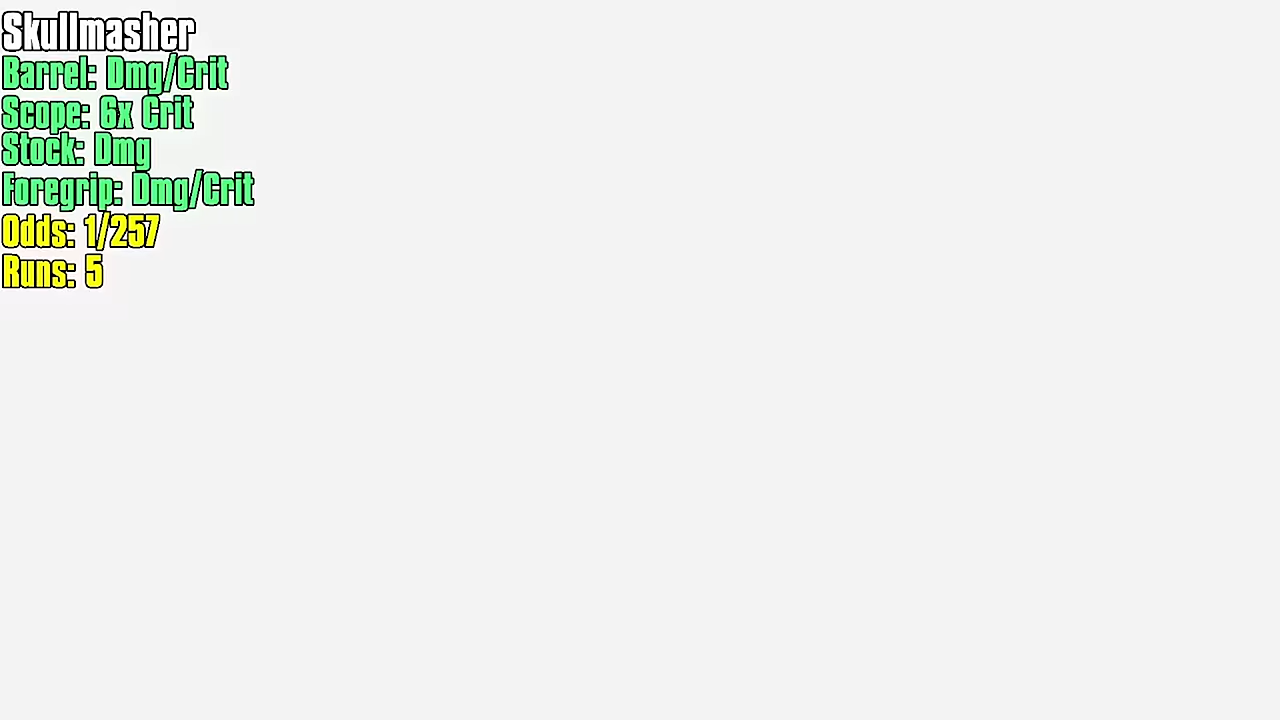 Skullmasher
Barrel: Dmg/Crit
Scope: 6x Crit
Stock: Dmg
Foregrip: Dmg/Crit
Odds: 1/257
Runs: 5